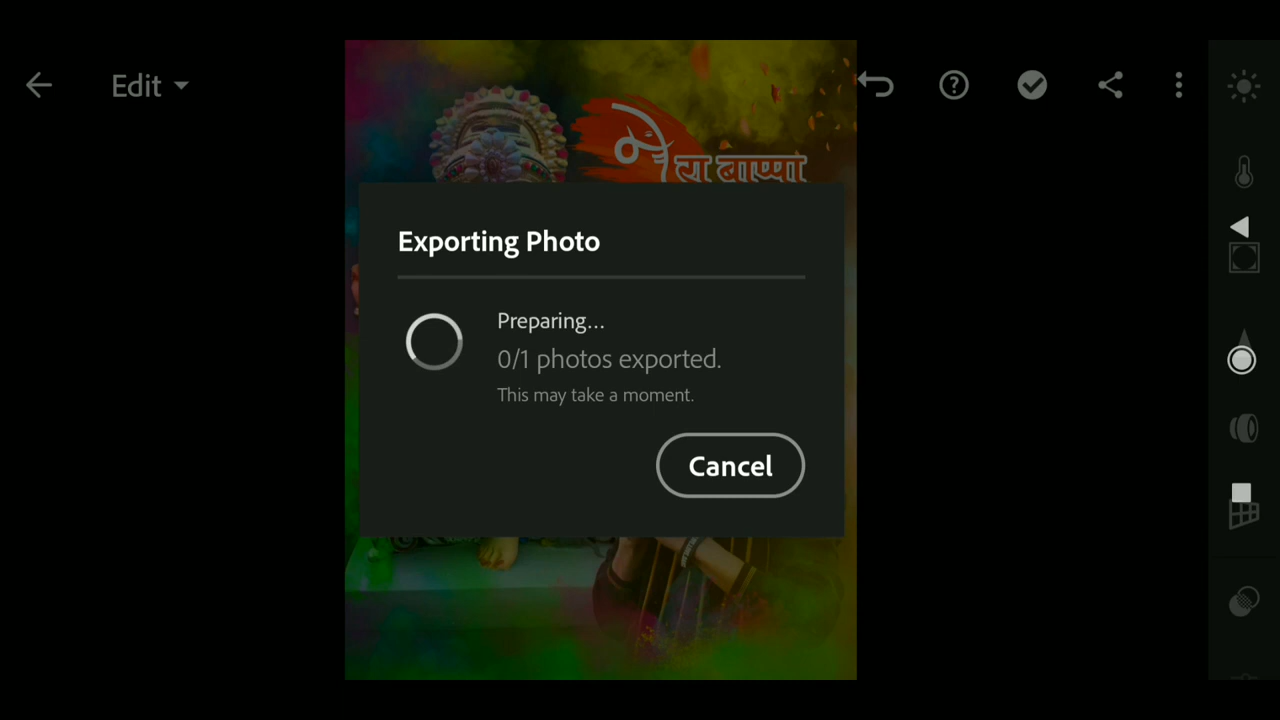 Edit
मेरा बाप्पा
Exporting Photo
Preparing...
0/1 photos exported.
This may take a moment.
Cancel